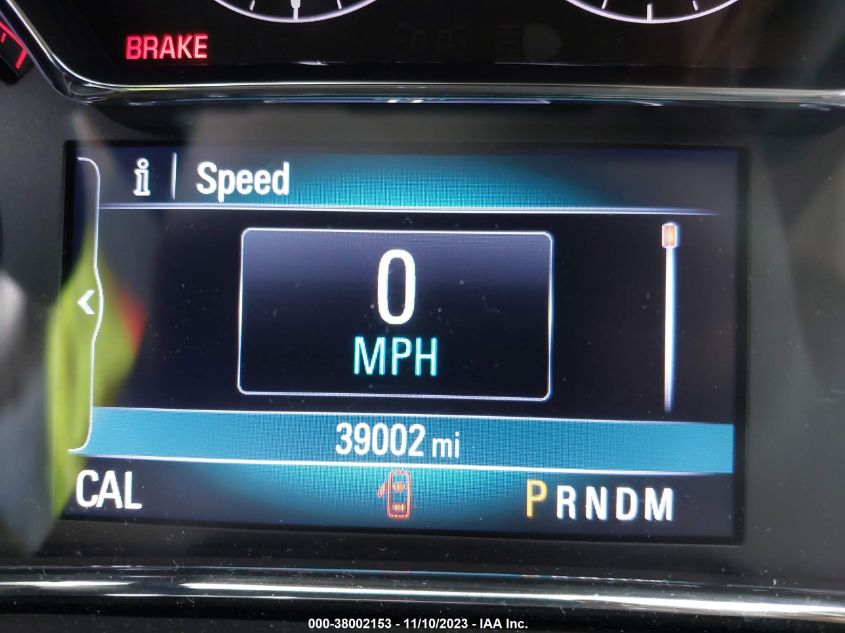 BRAKE
i | Speed
0
MPH
39002 mi
CAL PRNDM
000-38002153 - 11/10/2023 - IAA Inc.